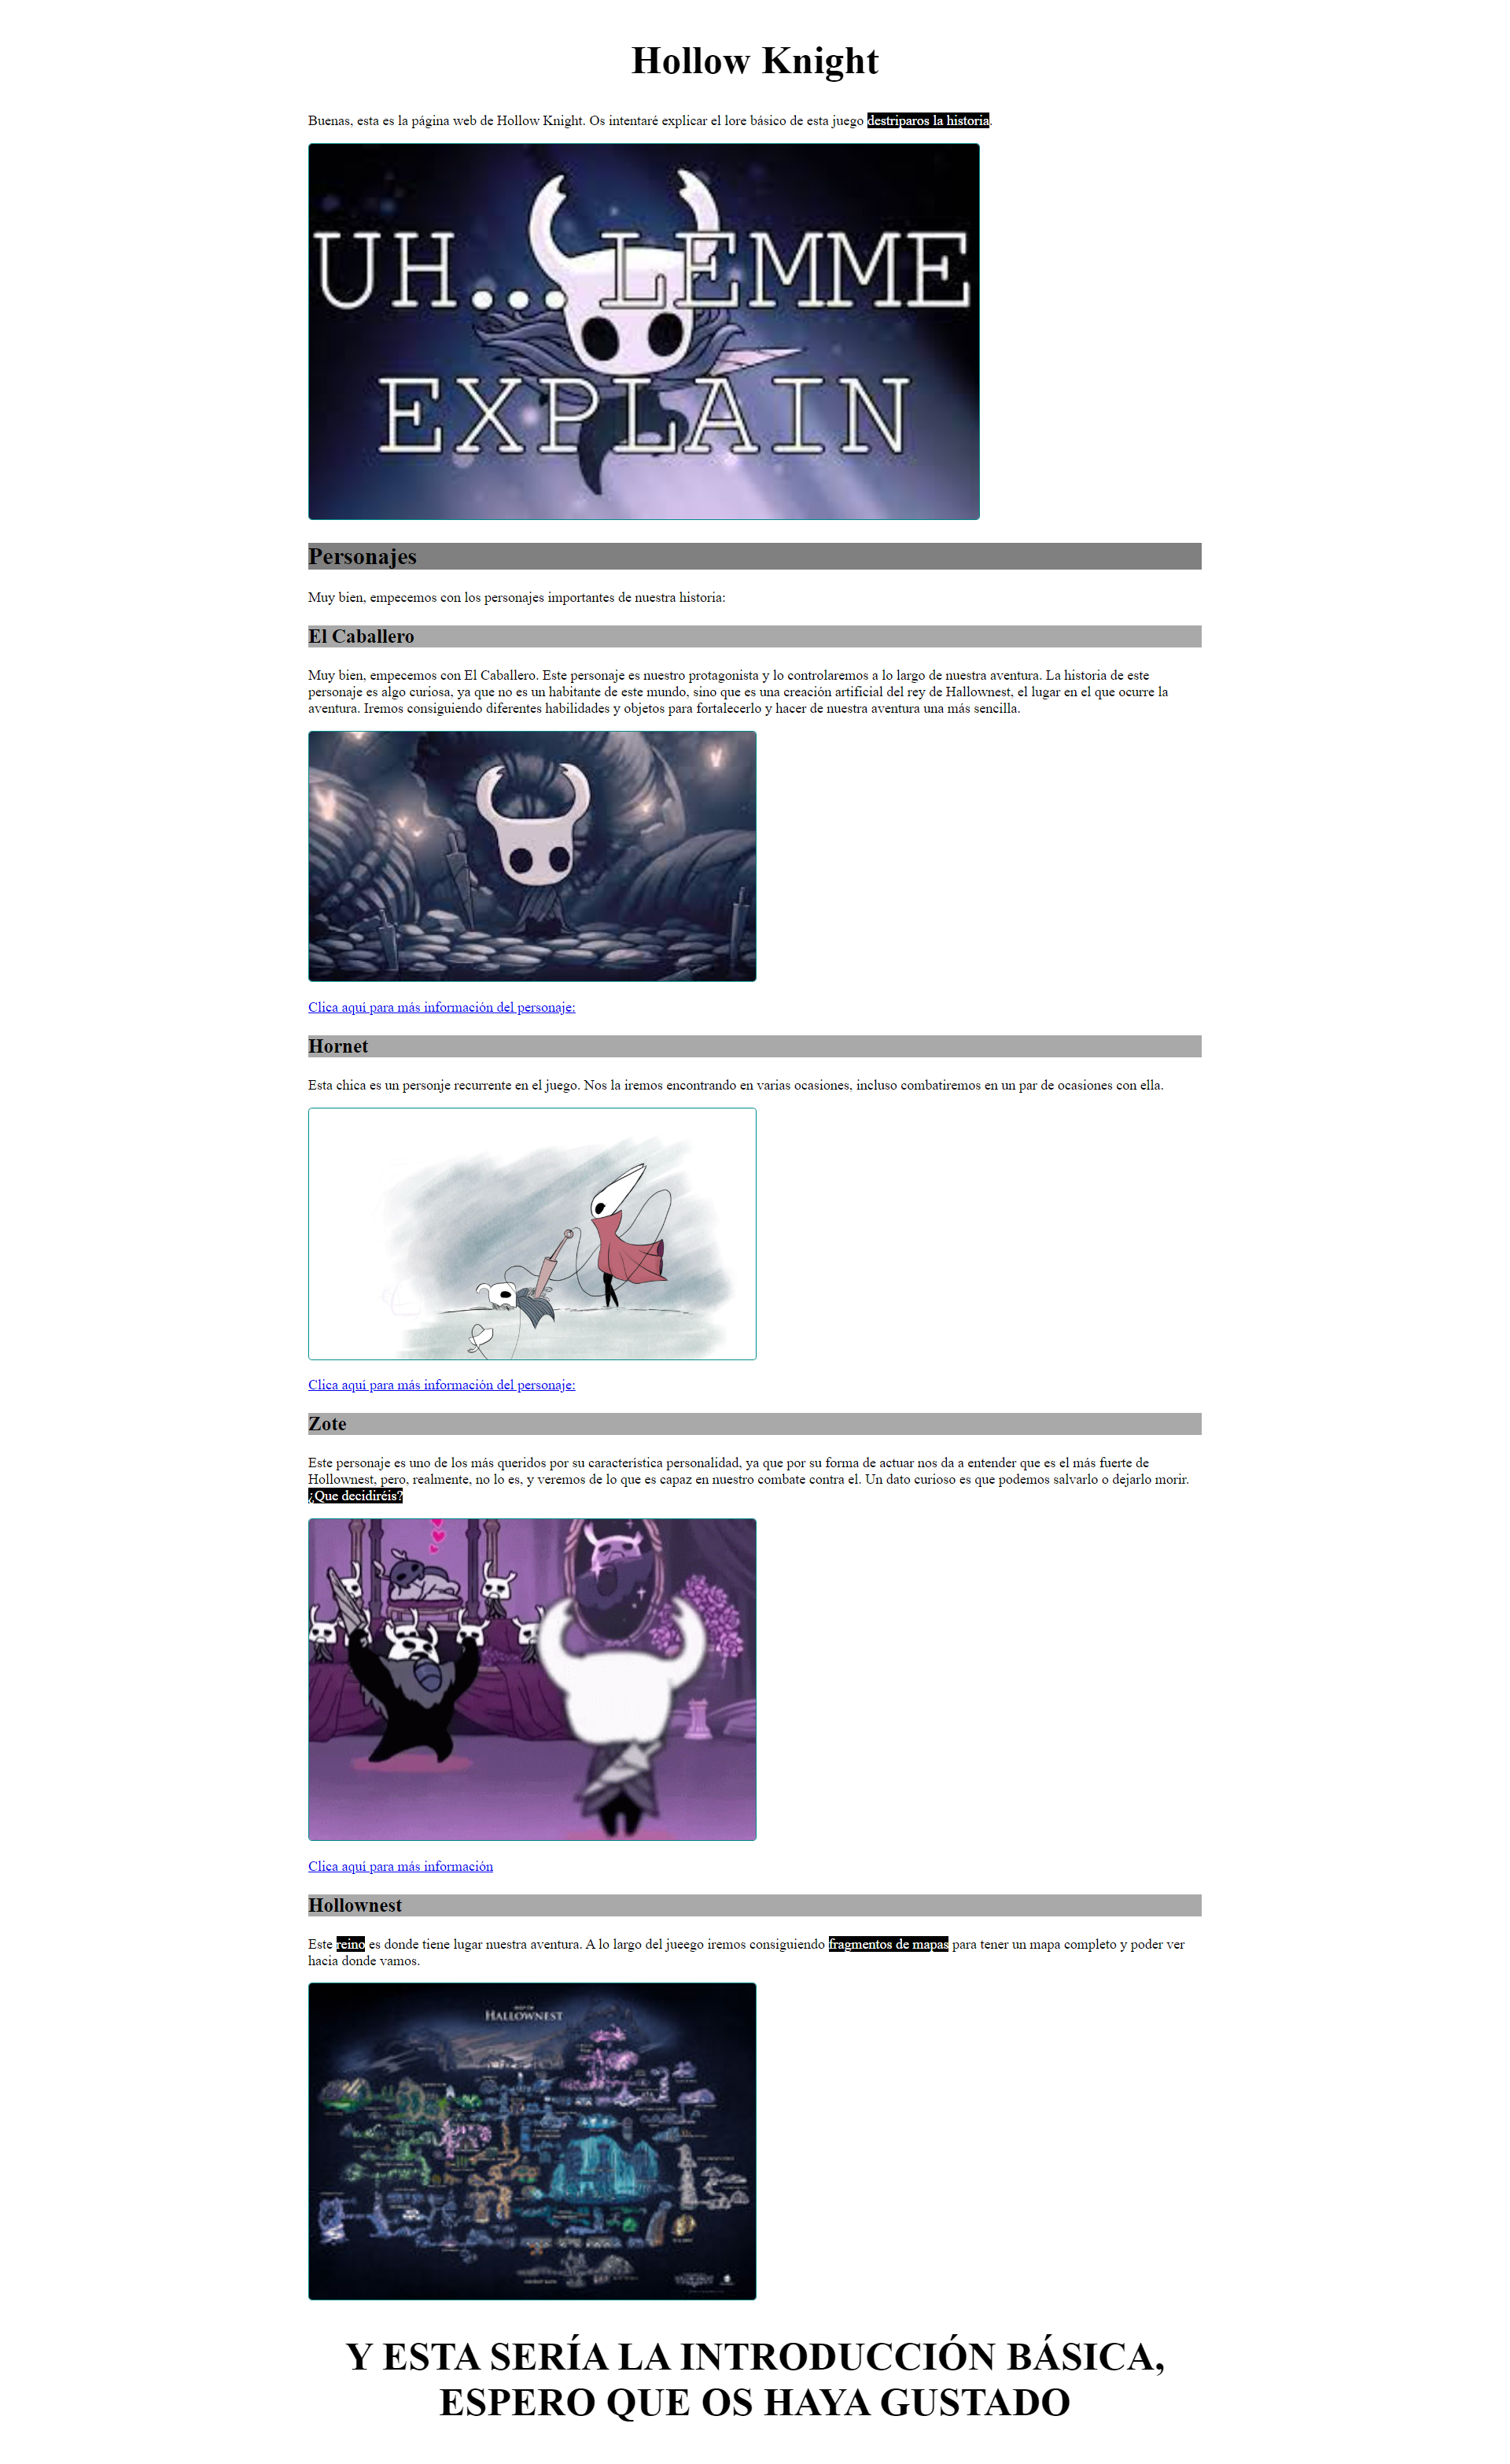 Hollow Knight
Buenas, esta es la página web de Hollow Knight. Os intentaré explicar el lore básico de esta juego destriparos la historia.
UH... LEMME
EXPLAIN
Personajes
Muy bien, empecemos con los personajes importantes de nuestra historia:
El Caballero
Muy bien, empecemos con El Caballero. Este personaje es nuestro protagonista y lo controlaremos a lo largo de nuestra aventura. La historia de este
personaje es algo curiosa, ya que no es un habitante de este mundo, sino que es una creación artificial del rey de Hallownest, el lugar en el que ocurre la
aventura. Iremos consiguiendo diferentes habilidades y objetos para fortalecerlo y hacer de nuestra aventura una más sencilla.
Clica aquí para más información del personaje:
Hornet
Esta chica es un personje recurrente en el juego. Nos la iremos encontrando en varias ocasiones, incluso combatiremos en un par de ocasiones con ella.
Clica aquí para más información del personaje:
Zote
Este personaje es uno de los más queridos por su característica personalidad, ya que por su forma de actuar nos da a entender que es el más fuerte de
Hollownest, pero, realmente, no lo es, y veremos de lo que es capaz en nuestro combate contra el. Un dato curioso es que podemos salvarlo o dejarlo morir.
¿Que decidiréis?
Clica aquí para más información
Hollownest
Este reino es donde tiene lugar nuestra aventura. A lo largo del jueego iremos consiguiendo fragmentos de mapas para tener un mapa completo y poder ver
hacia donde vamos.
MAP OF
HALLOWNEST
Y ESTA SERÍA LA INTRODUCCIÓN BÁSICA,
ESPERO QUE OS HAYA GUSTADO